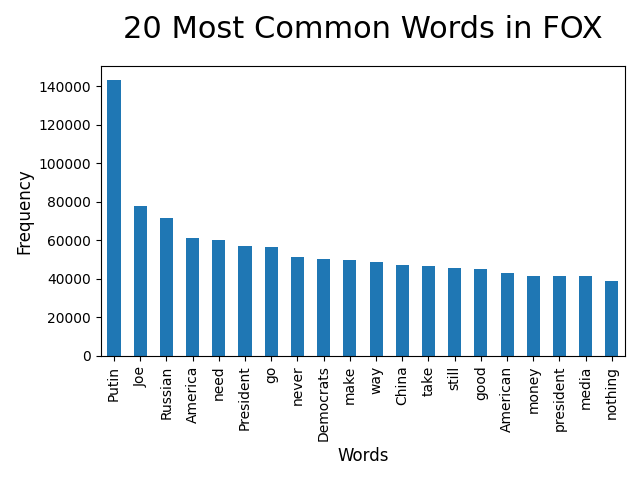 20 Most Common Words in FOX
140000
120000
100000
80000
60000
40000
20000
0
Frequency
Putin
Joe
Russian
America
need
President
go
never
Democrats
make
way
China
take
still
good
American
money
president
media
nothing
Words